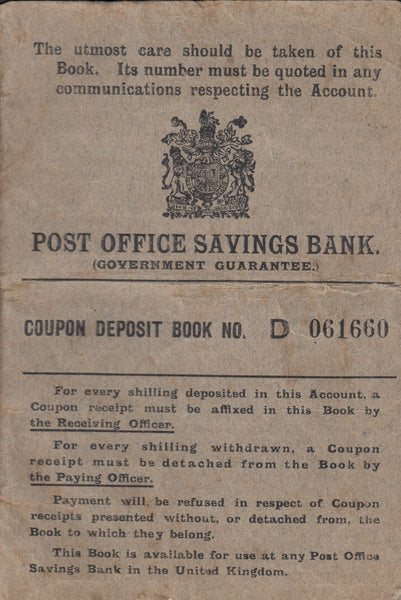 The utmost care should be taken of this
Book. Its number must be quoted in any
communications respecting the Account.
POST OFFICE SAVINGS BANK.
(GOVERNMENT GUARANTEE.)
COUPON DEPOSIT BOOK NO. D 061660
For every shilling deposited in this Account, a
Coupon receipt must be affixed in this Book by
the Receiving Officer.
For every shilling withdrawn, a Coupon
receipt must be detached from the Book by
the Paying Officer.
Payment will be refused in respect of Coupon
receipts presented without, or detached from, the
Book to which they belong.
This Book is available for use at any Post Office
Savings Bank in the United Kingdom.